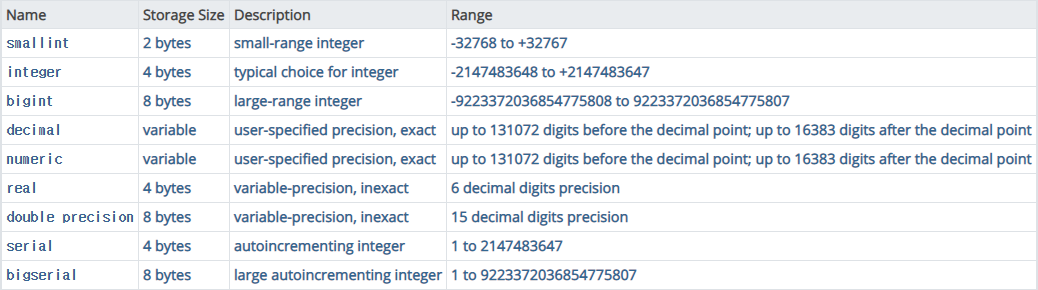 Name Storage Size Description Range
smallint 2 bytes small-range integer -32768 to +32767
integer 4 bytes typical choice for integer -2147483648 to +2147483647
bigint 8 bytes large-range integer -9223372036854775808 to 9223372036854775807
decimal variable user-specified precision, exact up to 131072 digits before the decimal point; up to 16383 digits after the decimal point
numeric variable user-specified precision, exact up to 131072 digits before the decimal point; up to 16383 digits after the decimal point
real 4 bytes variable-precision, inexact 6 decimal digits precision
double precision 8 bytes variable-precision, inexact 15 decimal digits precision
serial 4 bytes autoincrementing integer 1 to 2147483647
bigserial 8 bytes large autoincrementing integer 1 to 9223372036854775807